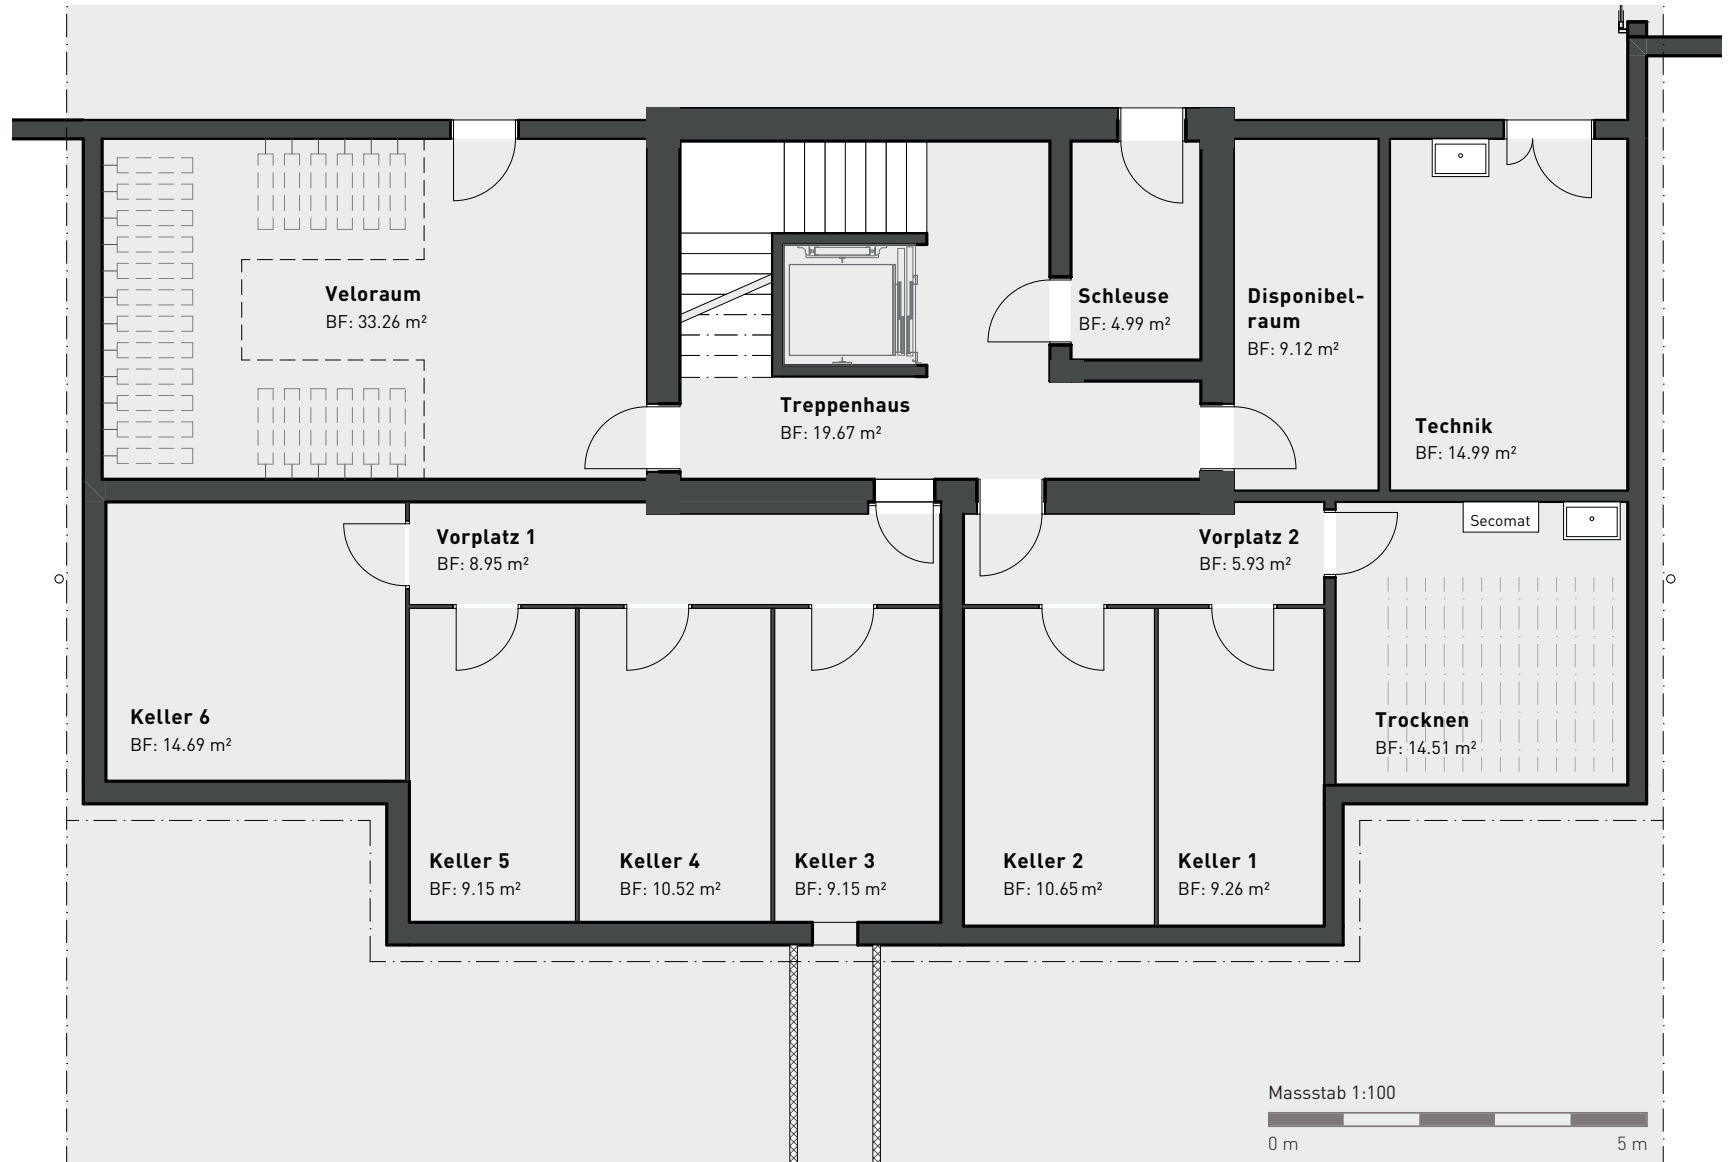 Veloraum
BF: 33.26 m²
Schleuse
BF: 4.99 m²
Disponibel-
raum
BF: 9.12 m²
Treppenhaus
BF: 19.67 m²
Technik
BF: 14.99 m²
Vorplatz 1
BF: 8.95 m²
Vorplatz 2
BF: 5.93 m²
Secomat
Keller 6
BF: 14.69 m²
Trocknen
BF: 14.51 m²
Keller 5
BF: 9.15 m²
Keller 4
BF: 10.52 m²
Keller 3
BF: 9.15 m²
Keller 2
BF: 10.65 m²
Keller 1
BF: 9.26 m²
Massstab 1:100
0 m 5 m